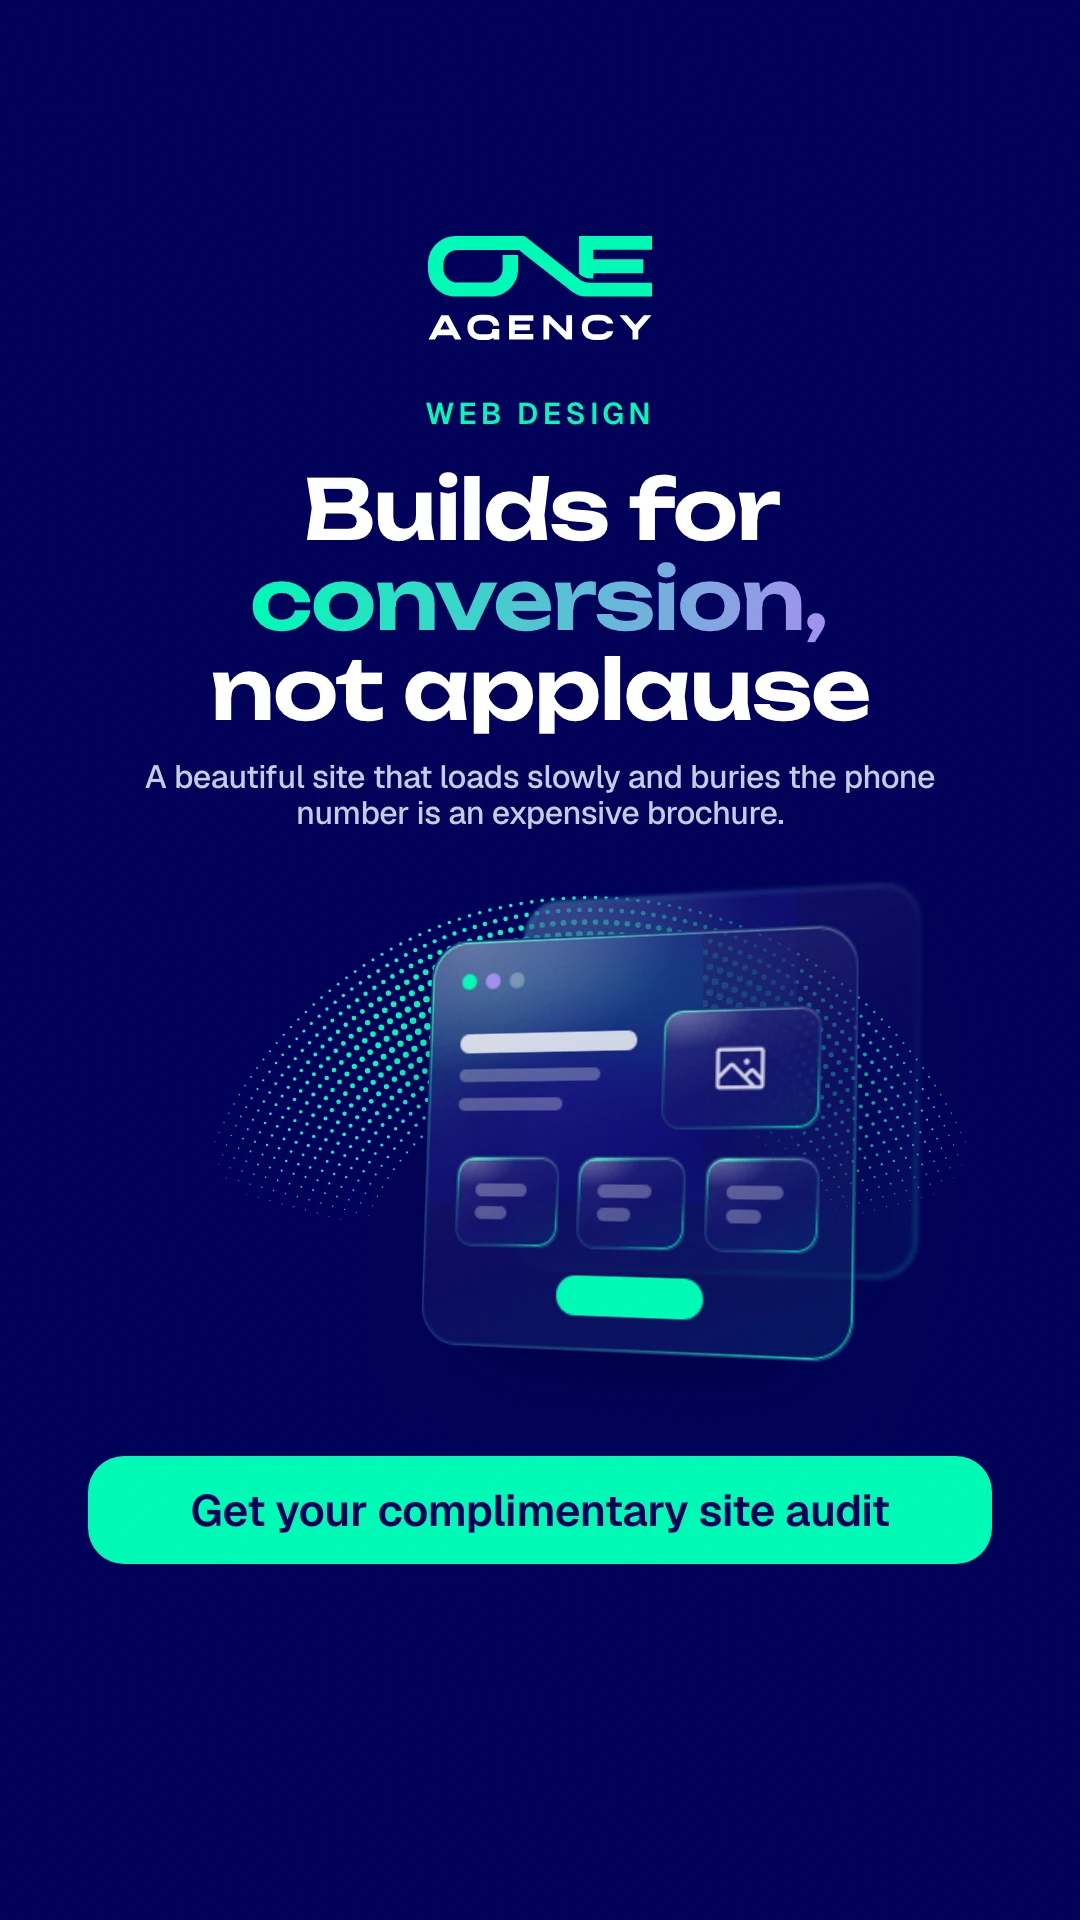 ONE
AGENCY
WEB DESIGN
Builds for
conversion,
not applause
A beautiful site that loads slowly and buries the phone
number is an expensive brochure.
Get your complimentary site audit